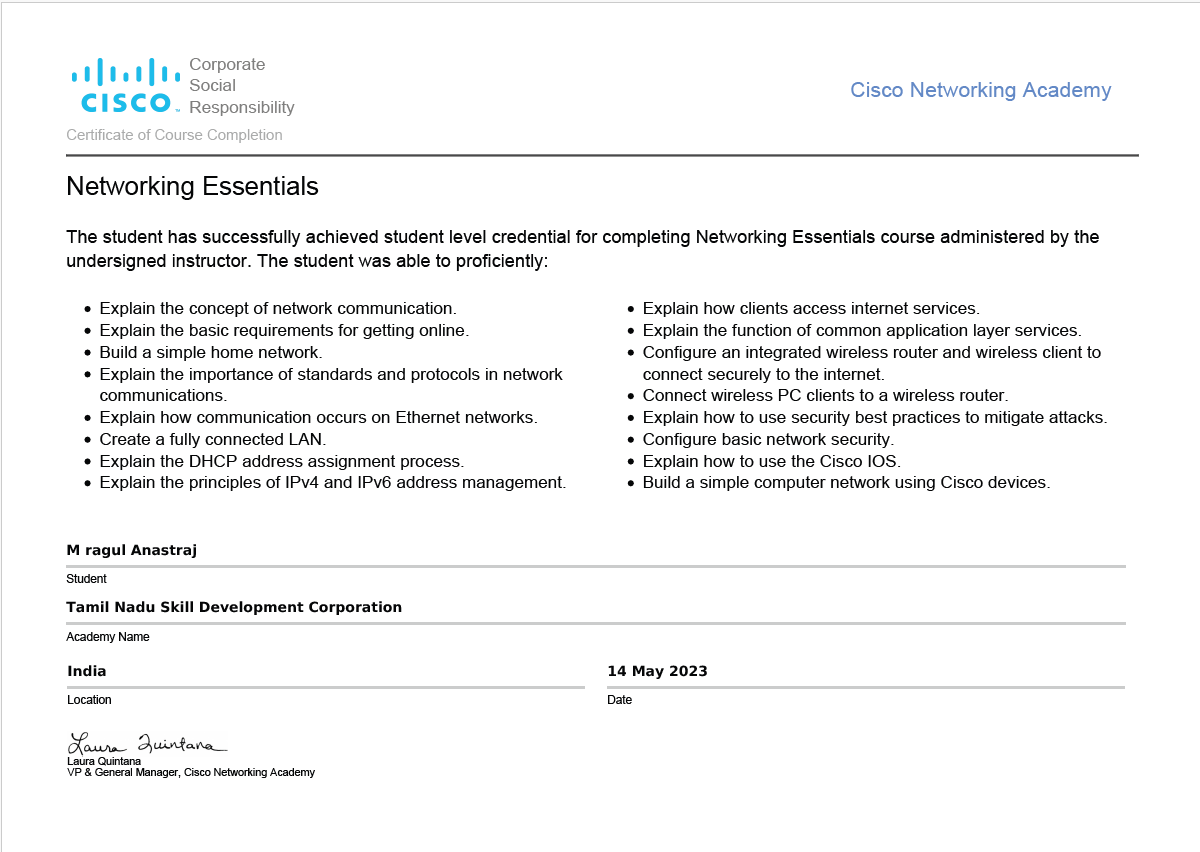 Corporate
Social
Responsibility
CISCO
Cisco Networking Academy
Certificate of Course Completion
Networking Essentials
The student has successfully achieved student level credential for completing Networking Essentials course administered by the
undersigned instructor. The student was able to proficiently:
• Explain the concept of network communication.
• Explain the basic requirements for getting online.
• Build a simple home network.
• Explain the importance of standards and protocols in network
communications.
• Explain how communication occurs on Ethernet networks.
• Create a fully connected LAN.
• Explain the DHCP address assignment process.
• Explain the principles of IPv4 and IPv6 address management.
• Explain how clients access internet services.
• Explain the function of common application layer services.
• Configure an integrated wireless router and wireless client to
connect securely to the internet.
• Connect wireless PC clients to a wireless router.
• Explain how to use security best practices to mitigate attacks.
• Configure basic network security.
• Explain how to use the Cisco IOS.
• Build a simple computer network using Cisco devices.
M ragul Anastraj
Student
Tamil Nadu Skill Development Corporation
Academy Name
India
Location
14 May 2023
Date
Laura Quintana
Laura Quintana
VP & General Manager, Cisco Networking Academy